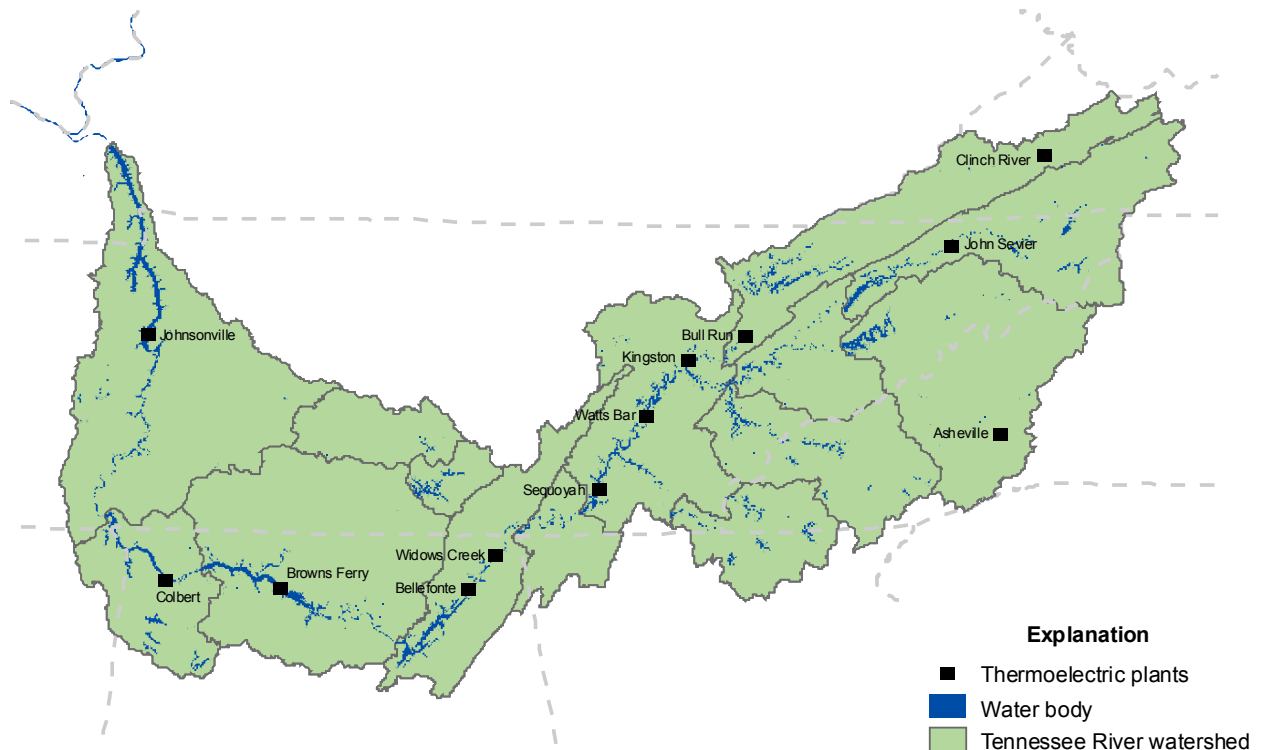 Clinch River
John Sevier
Johnsonville
Bull Run
Kingston
Watts Bar
Asheville
Sequoyah
Widows Creek
Browns Ferry
Bellefonte
Colbert
Explanation
Thermoelectric plants
Water body
Tennessee River watershed